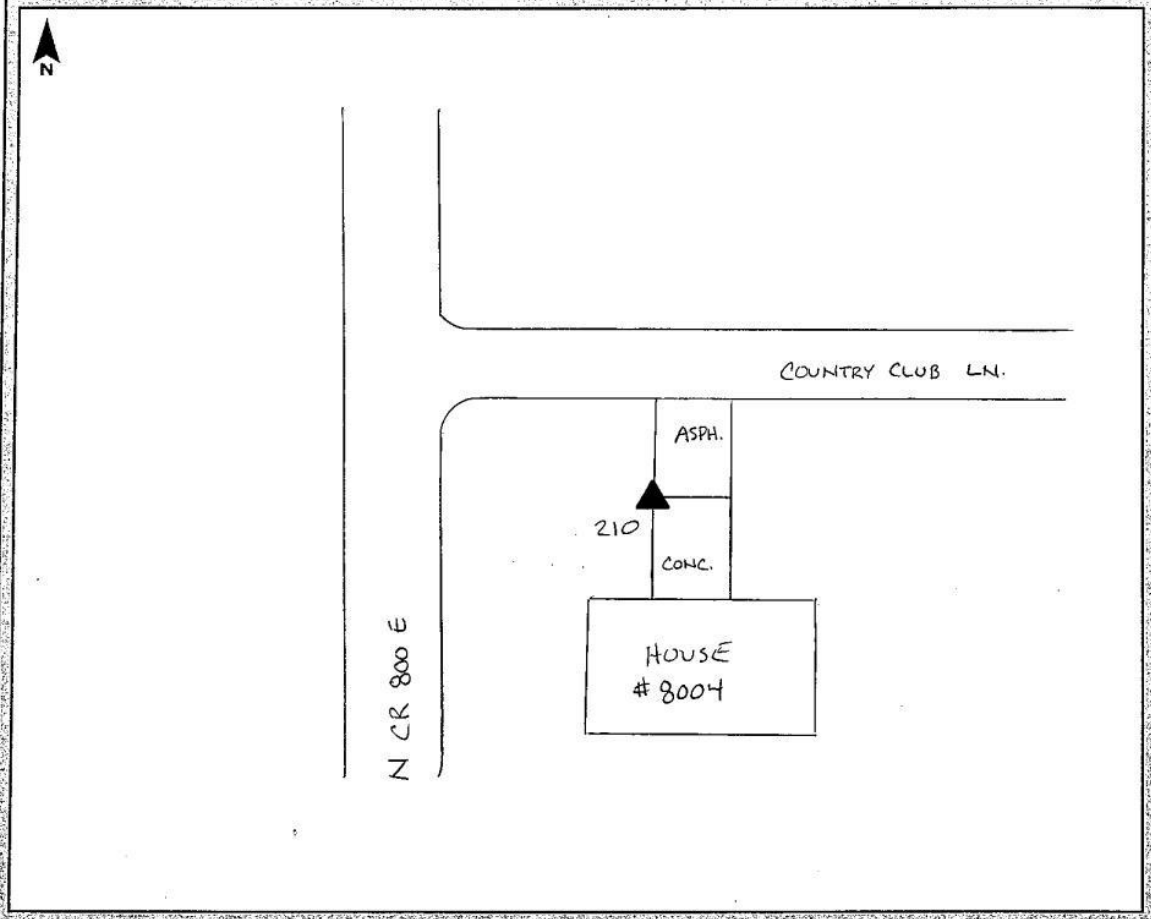 N
COUNTRY CLUB LN.
ASPH.
210
CONC.
N CR 800 E
HOUSE
# 8004